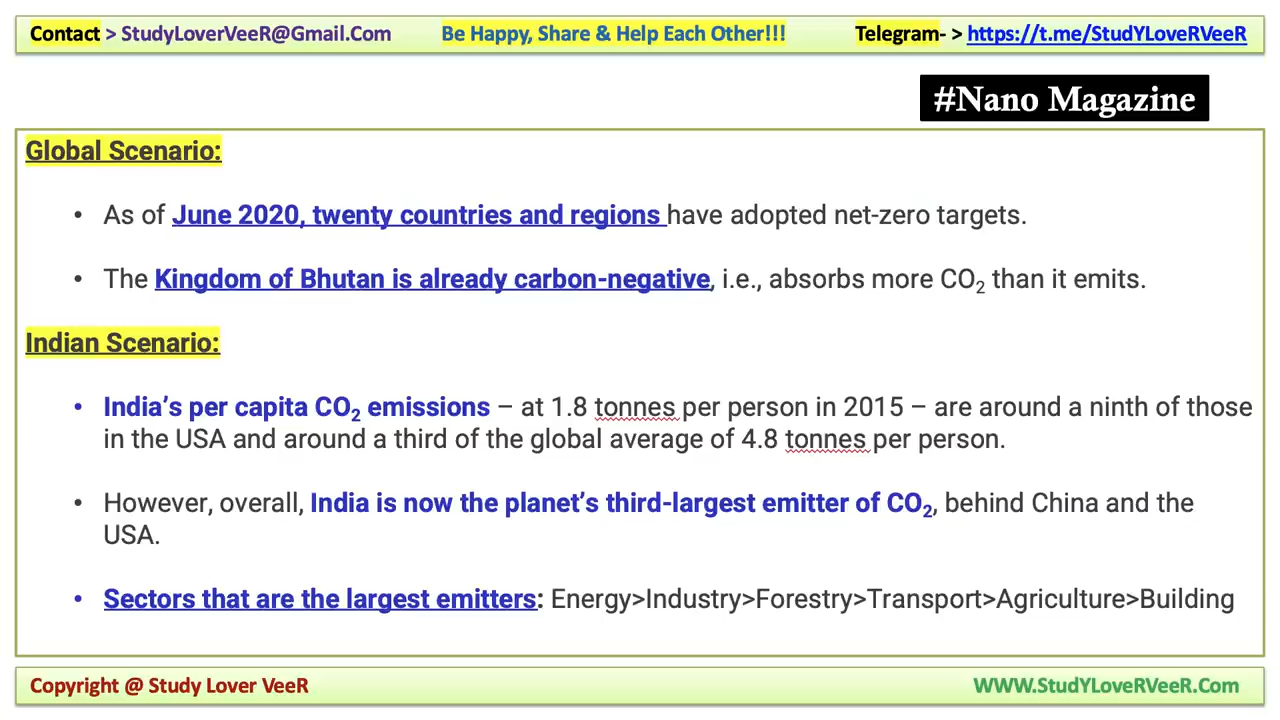 Contact > StudyLoverVeeR@Gmail.Com Be Happy, Share & Help Each Other!!! Telegram- > https://t.me/StudYLoveRVeeR
#Nano Magazine
Global Scenario:
• As of June 2020, twenty countries and regions have adopted net-zero targets.
• The Kingdom of Bhutan is already carbon-negative, i.e., absorbs more CO₂ than it emits.
Indian Scenario:
• India’s per capita CO₂ emissions – at 1.8 tonnes per person in 2015 – are around a ninth of those
in the USA and around a third of the global average of 4.8 tonnes per person.
• However, overall, India is now the planet’s third-largest emitter of CO₂, behind China and the
USA.
• Sectors that are the largest emitters: Energy>Industry>Forestry>Transport>Agriculture>Building
Copyright @ Study Lover VeeR WWW.StudYLoveRVeeR.Com